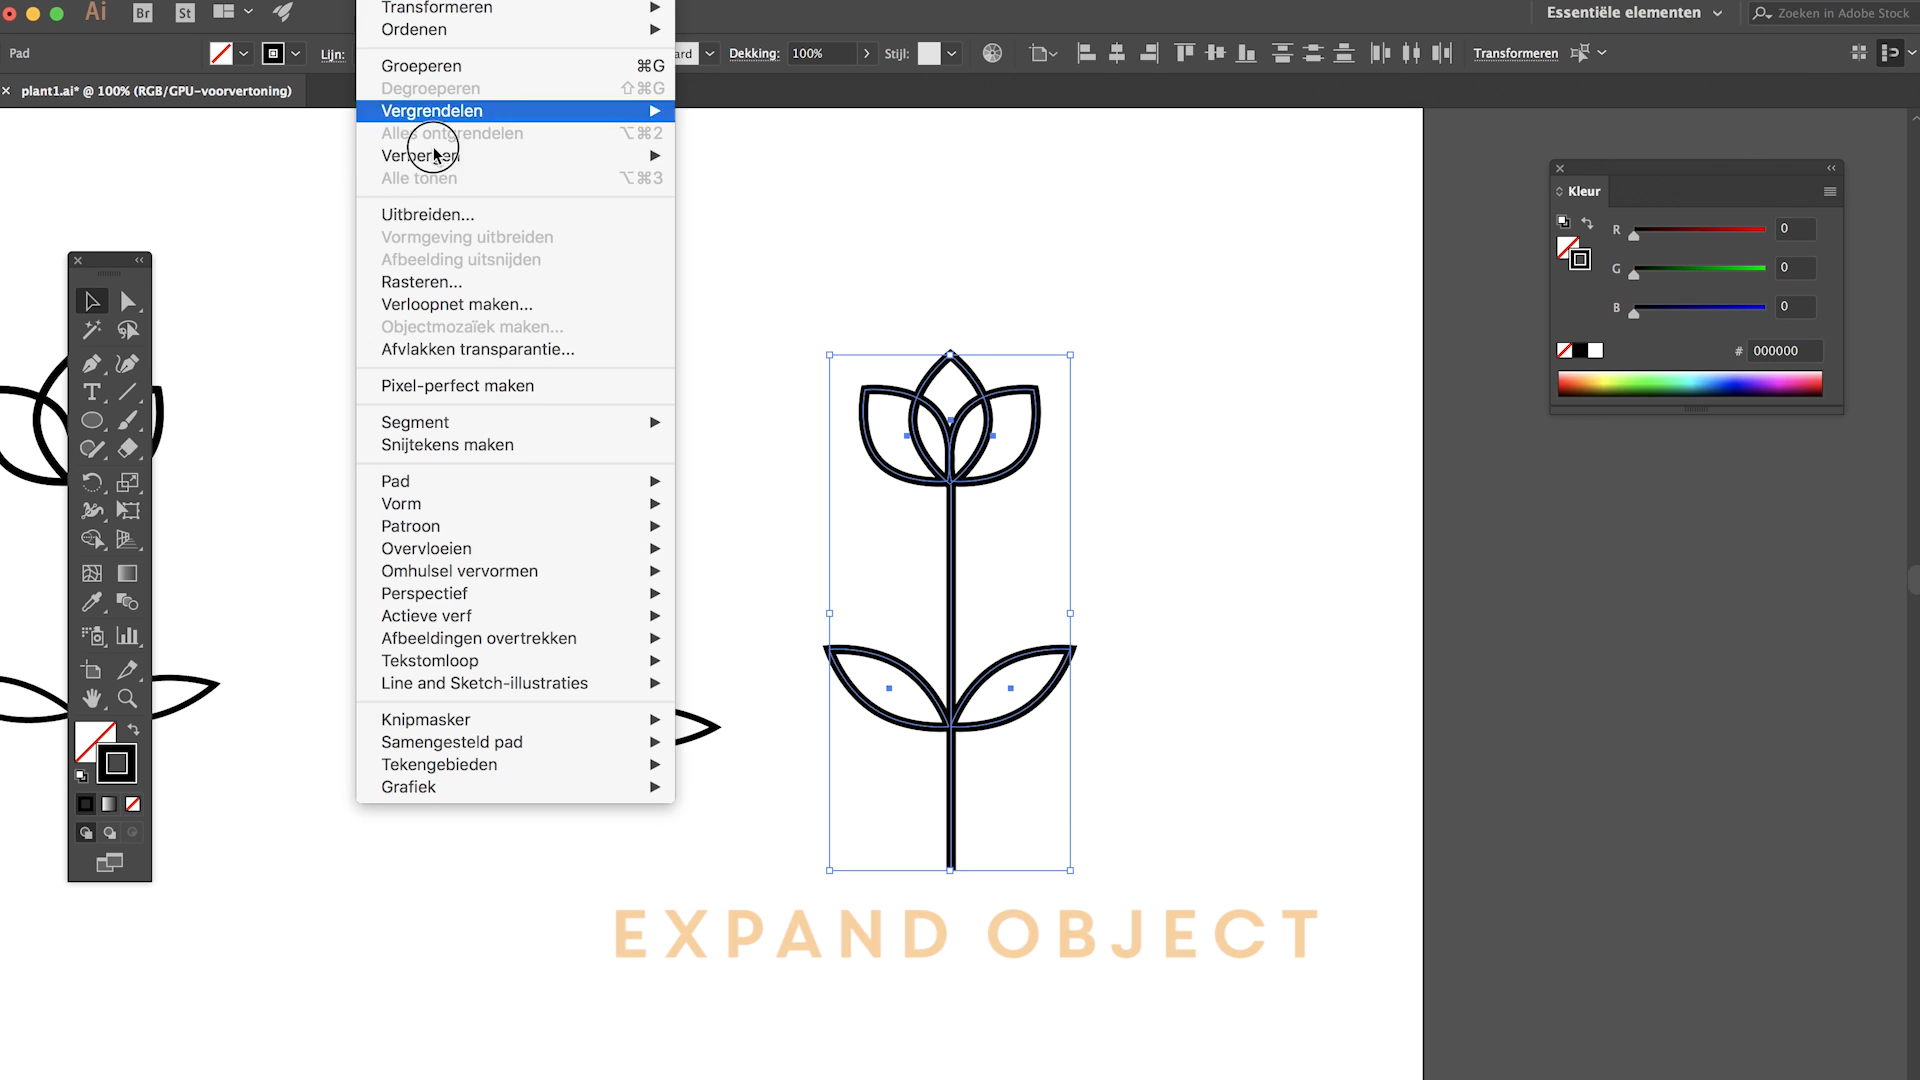 Ai
Br
St
Essentiële elementen
Zoeken in Adobe Stock
Pad
Lijn:
ard
Dekking:
100%
Stijl:
Transformeren
plant1.ai* @ 100% (RGB/GPU-voorvertoning)
Transformeren
Ordenen
Groeperen ⌘G
Degroeperen ⇧⌘G
Vergrendelen
Alles ontgrendelen ⌥⌘2
Verbergen
Alle tonen ⌥⌘3
Uitbreiden...
Vormgeving uitbreiden
Afbeelding uitsnijden
Rasteren...
Verloopnet maken...
Objectmozaïek maken...
Afvlakken transparantie...
Pixel-perfect maken
Segment
Snijtekens maken
Pad
Vorm
Patroon
Overvloeien
Omhulsel vervormen
Perspectief
Actieve verf
Afbeeldingen overtrekken
Tekstomloop
Line and Sketch-illustraties
Knipmasker
Samengesteld pad
Tekengebieden
Grafiek
Kleur
R 0
G 0
B 0
# 000000
EXPAND OBJECT